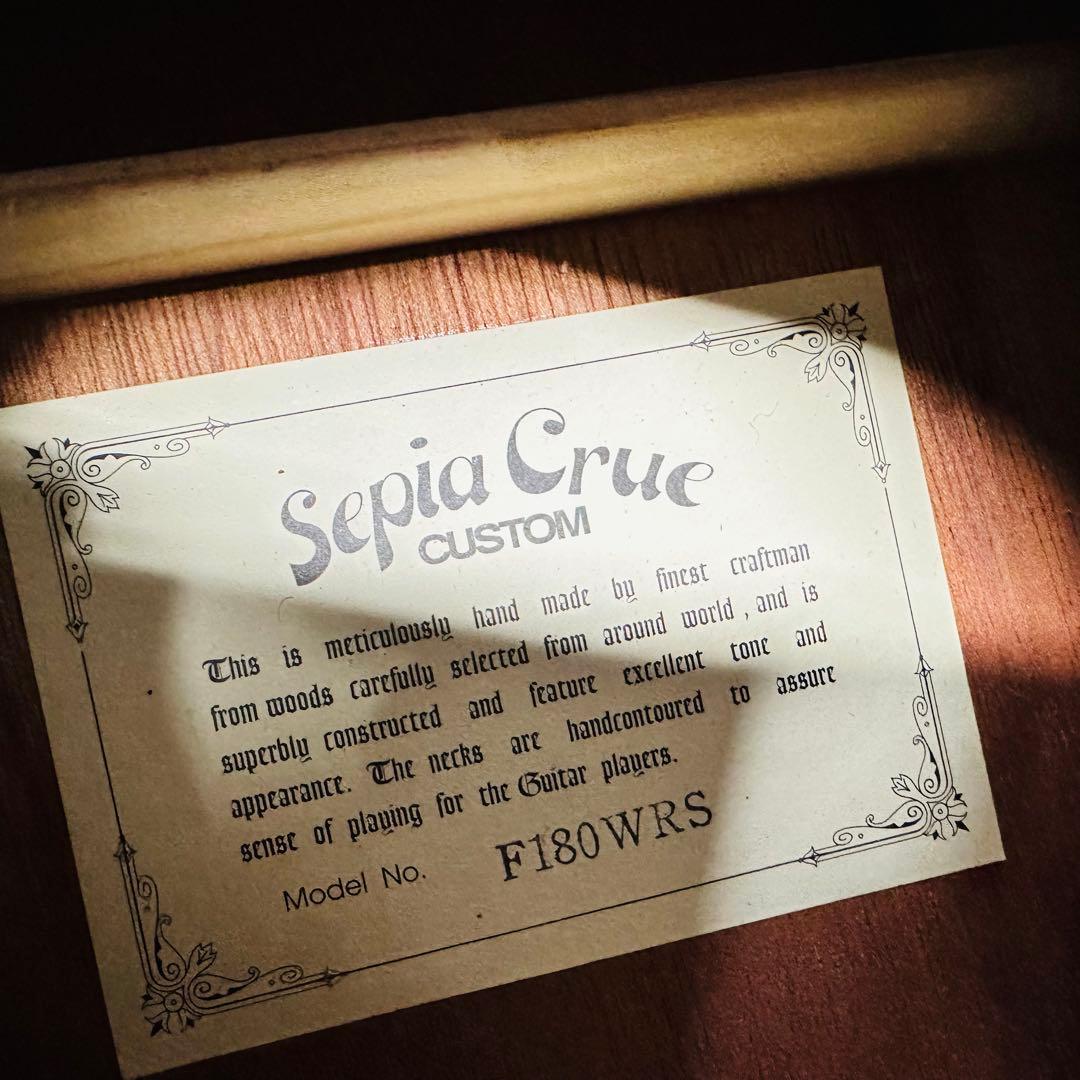 Sepia Crue
CUSTOM
This is meticulously hand made by finest craftman
from woods carefully selected from around world , and is
superbly constructed and feature excellent tone and
appearance. The necks are handcontoured to assure
sense of playing for the Guitar players.
Model No. F180WRS